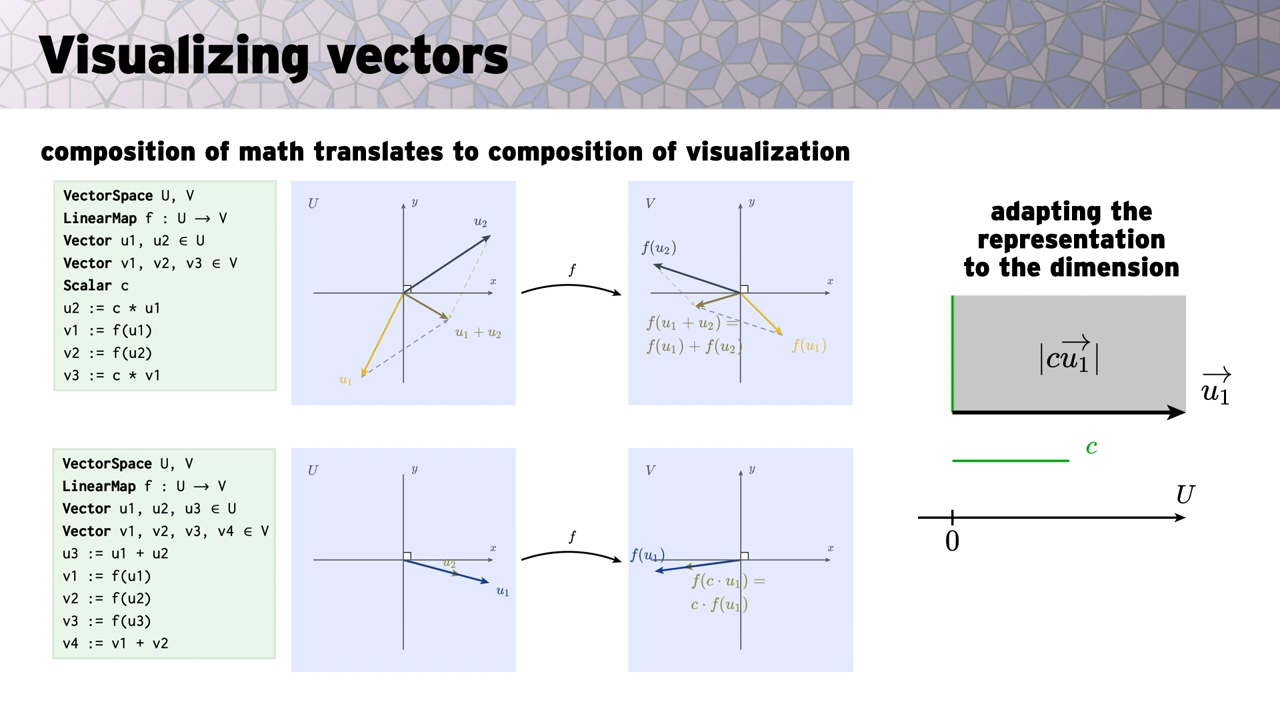 Visualizing vectors
composition of math translates to composition of visualization
VectorSpace U, V
LinearMap f : U → V
Vector u1, u2 ∈ U
Vector v1, v2, v3 ∈ V
Scalar c
u2 := c * u1
v1 := f(u1)
v2 := f(u2)
v3 := c * v1
U
y
u₂
x
u₁ + u₂
u₁
f
V
y
f(u₂)
x
f(u₁ + u₂) =
f(u₁) + f(u₂)
f(u₁)
VectorSpace U, V
LinearMap f : U → V
Vector u1, u2, u3 ∈ U
Vector v1, v2, v3, v4 ∈ V
u3 := u1 + u2
v1 := f(u1)
v2 := f(u2)
v3 := f(u3)
v4 := v1 + v2
U
y
x
u₂
u₁
f
V
y
x
f(u₁)
f(c · u₁) =
c · f(u₁)
adapting the
representation
to the dimension
|cu₁→|
u₁→
c
U
0